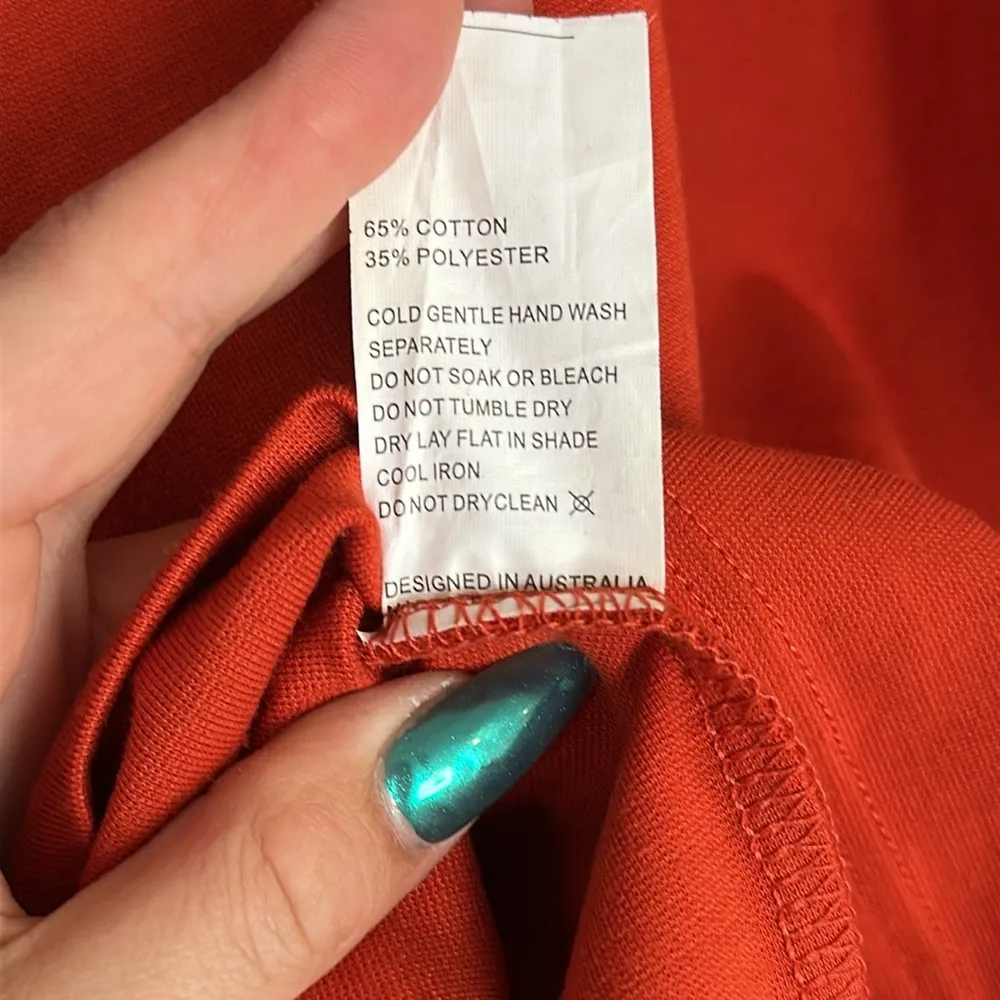 65% COTTON
35% POLYESTER
COLD GENTLE HAND WASH
SEPARATELY
DO NOT SOAK OR BLEACH
DO NOT TUMBLE DRY
DRY LAY FLAT IN SHADE
COOL IRON
DO NOT DRYCLEAN
DESIGNED IN AUSTRALIA